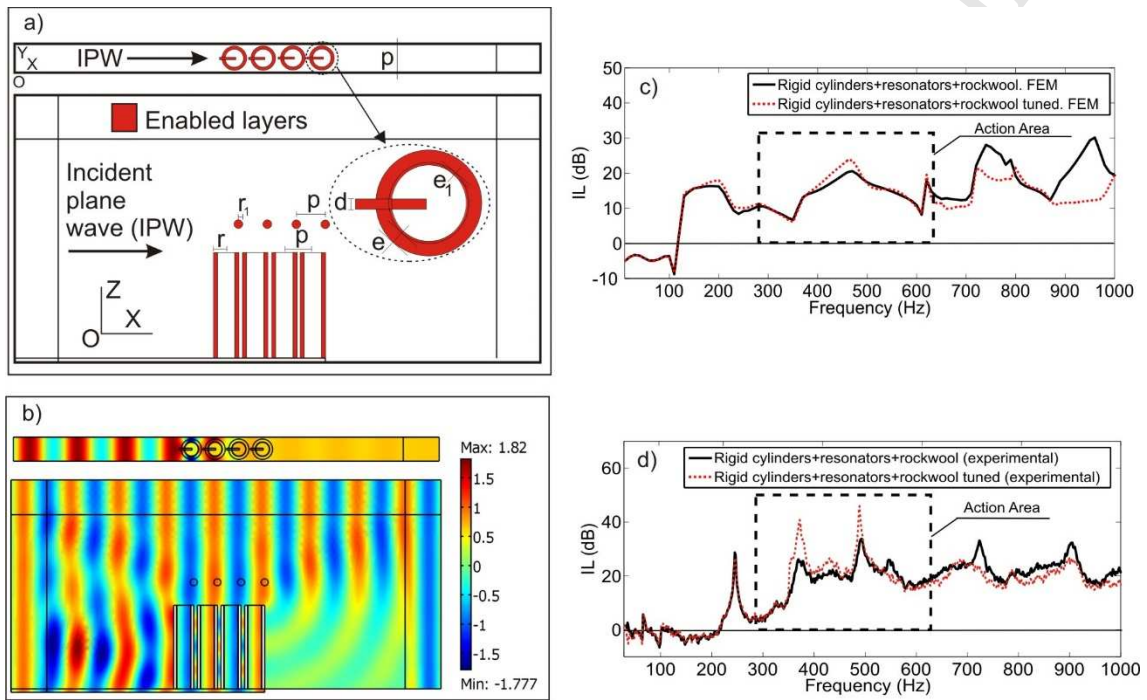 a)
Y
X
O
IPW
p
Enabled layers
Incident
plane
wave (IPW)
r1
p
r
p
d
e1
e
Z
O
X
b)
Max: 1.82
1.5
1
0.5
0
-0.5
-1
-1.5
Min: -1.777
c)
Rigid cylinders+resonators+rockwool. FEM
Rigid cylinders+resonators+rockwool tuned. FEM
Action Area
IL (dB)
50
40
30
20
10
0
-10
100 200 300 400 500 600 700 800 900 1000
Frequency (Hz)
d)
Rigid cylinders+resonators+rockwool (experimental)
Rigid cylinders+resonators+rockwool tuned (experimental)
Action Area
IL (dB)
60
40
20
0
100 200 300 400 500 600 700 800 900 1000
Frequency (Hz)